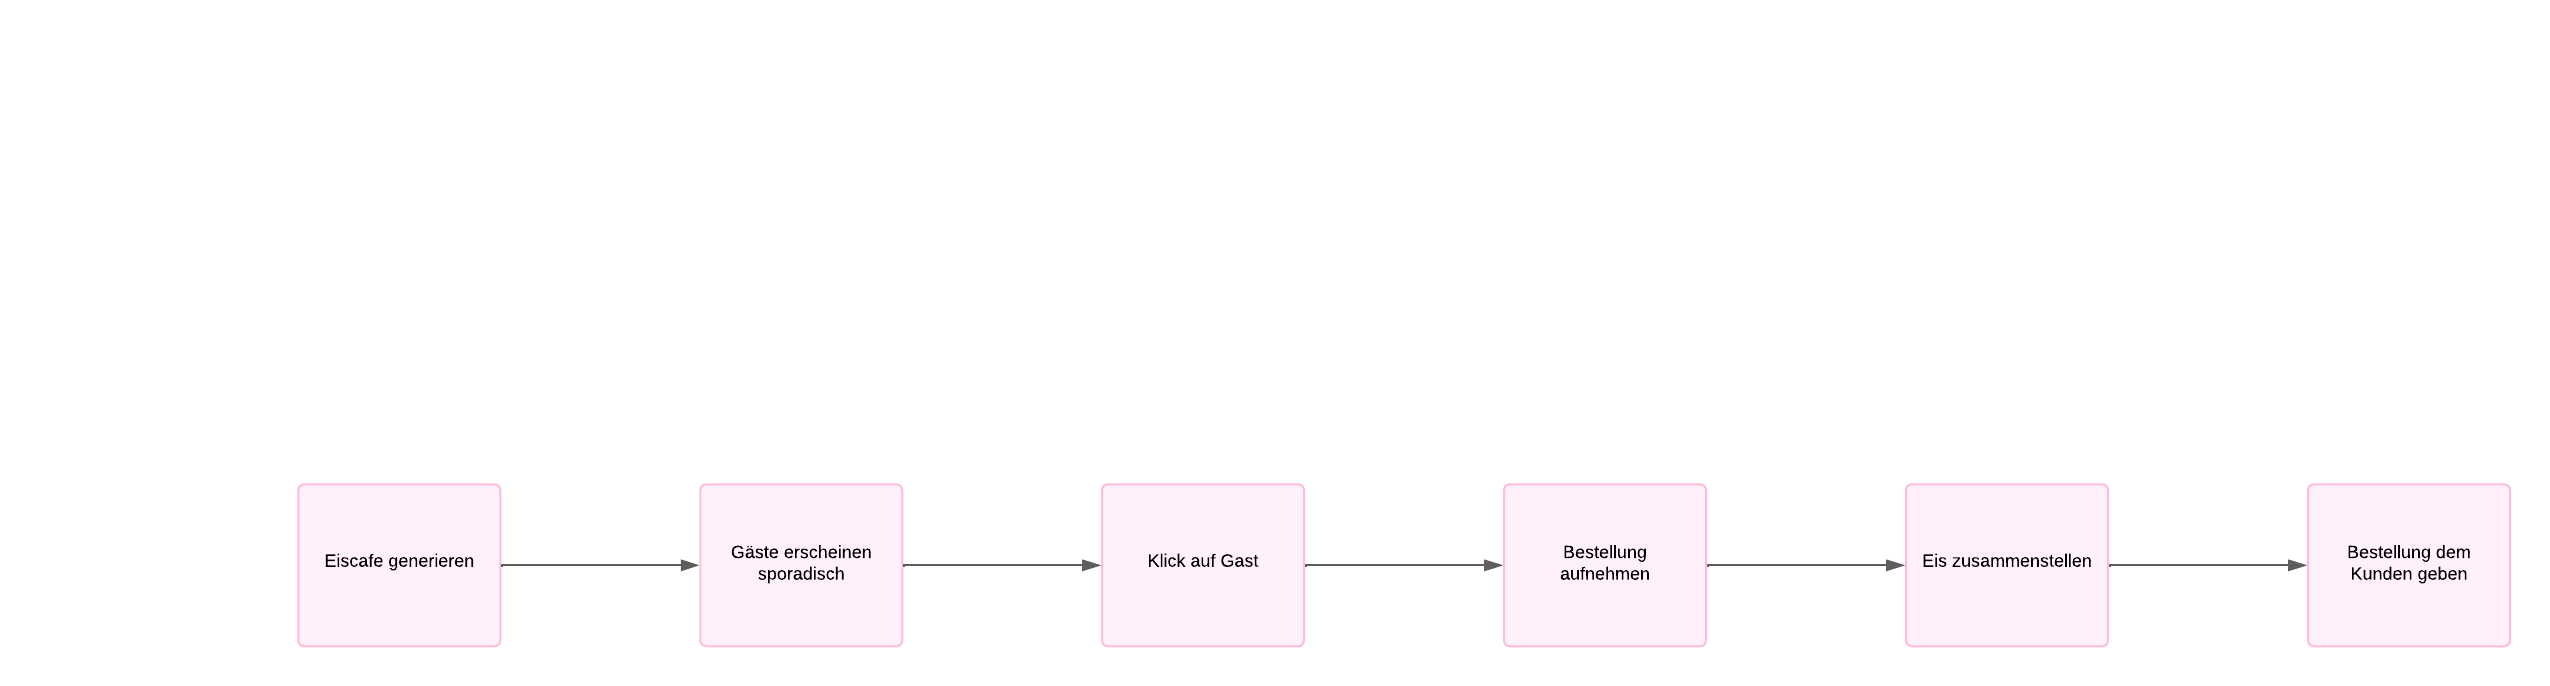 Eiscafe generieren
Gäste erscheinen
sporadisch
Klick auf Gast
Bestellung
aufnehmen
Eis zusammenstellen
Bestellung dem
Kunden geben